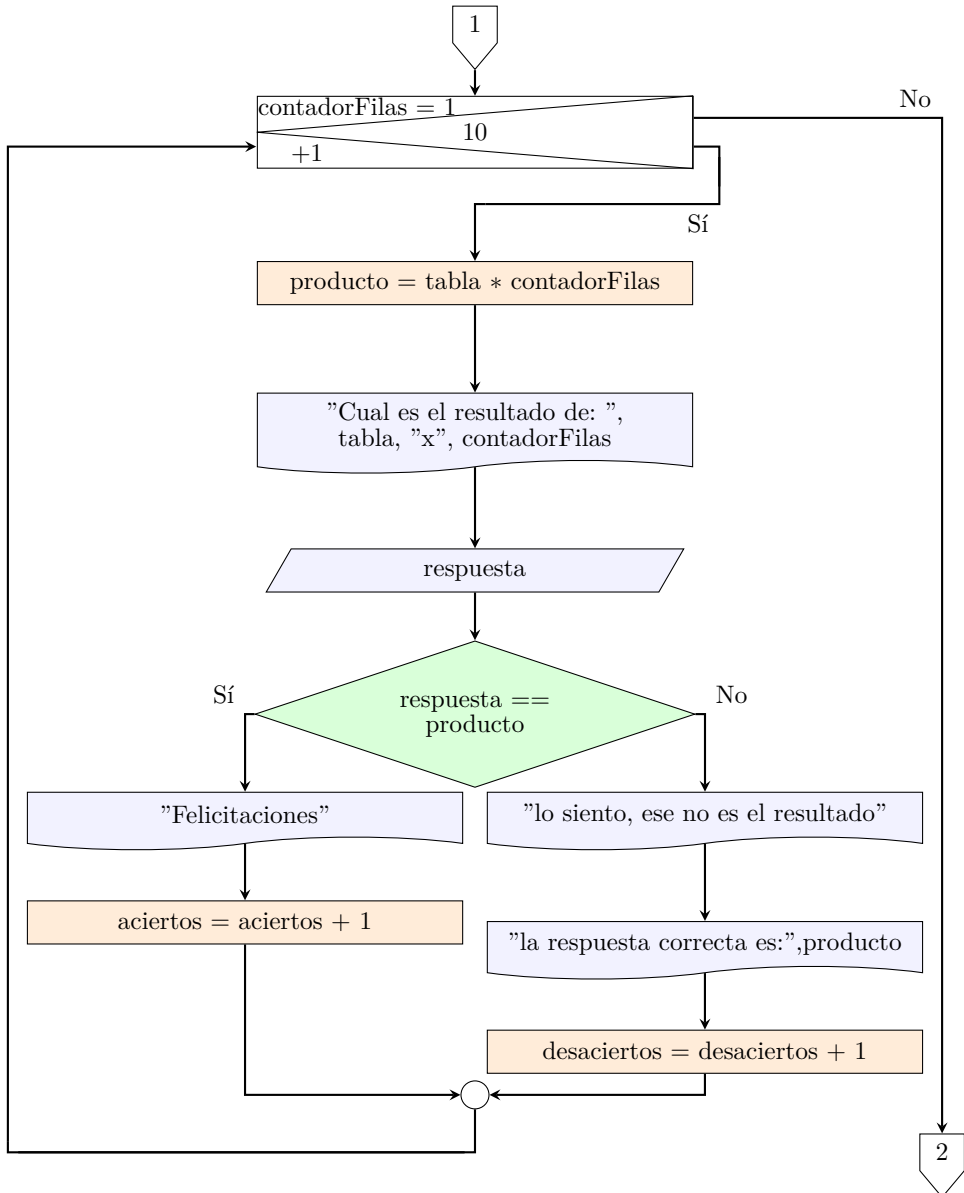 1
No
contadorFilas = 1
10
+1
Sí
producto = tabla * contadorFilas
”Cual es el resultado de: ”,
tabla, ”x”, contadorFilas
respuesta
Sí
respuesta ==
producto
No
”Felicitaciones”
”lo siento, ese no es el resultado”
aciertos = aciertos + 1
”la respuesta correcta es:”,producto
desaciertos = desaciertos + 1
2